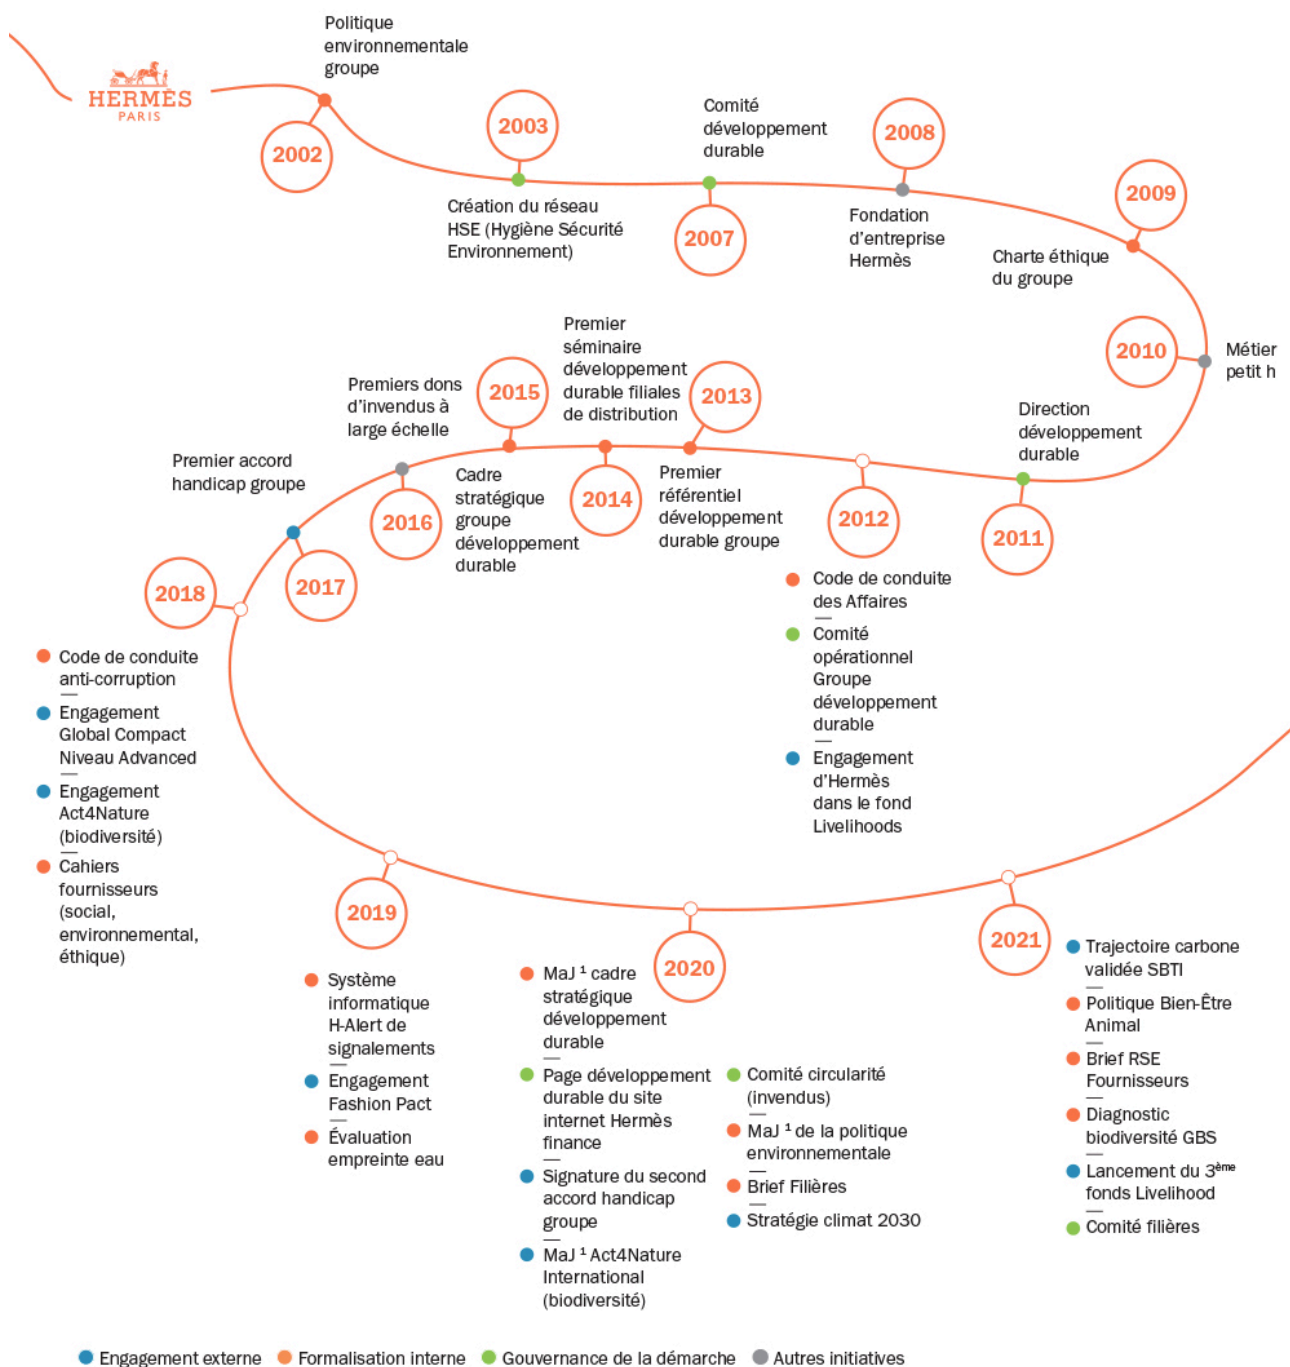 HERMÈS
PARIS
Politique
environnementale
groupe
2002
2003
Création du réseau
HSE (Hygiène Sécurité
Environnement)
Comité
développement
durable
2007
2008
Fondation
d'entreprise
Hermès
2009
Charte éthique
du groupe
2010
Métier
petit h
Direction
développement
durable
2011
2012
Code de conduite
des Affaires
Comité
opérationnel
Groupe
développement
durable
Engagement
d'Hermès
dans le fond
Livelihoods
2013
Premier
référentiel
développement
durable groupe
Premier
séminaire
développement
durable filiales
de distribution
2014
2015
Cadre
stratégique
groupe
développement
durable
Premiers dons
d'invendus à
large échelle
2016
Premier accord
handicap groupe
2017
2018
Code de conduite
anti-corruption
Engagement
Global Compact
Niveau Advanced
Engagement
Act4Nature
(biodiversité)
Cahiers
fournisseurs
(social,
environnemental,
éthique)
2019
Système
informatique
H-Alert de
signalements
Engagement
Fashion Pact
Évaluation
empreinte eau
2020
MaJ ¹ cadre
stratégique
développement
durable
Page développement
durable du site
internet Hermès
finance
Signature du second
accord handicap
groupe
MaJ ¹ Act4Nature
International
(biodiversité)
Comité circularité
(invendus)
MaJ ¹ de la politique
environnementale
Brief Filières
Stratégie climat 2030
2021
Trajectoire carbone
validée SBTI
Politique Bien-Être
Animal
Brief RSE
Fournisseurs
Diagnostic
biodiversité GBS
Lancement du 3ème
fonds Livelihood
Comité filières
Engagement externe
Formalisation interne
Gouvernance de la démarche
Autres initiatives